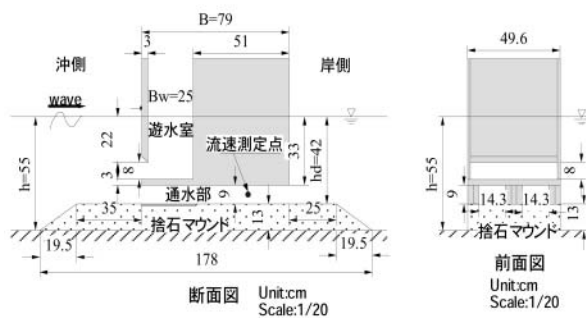 B=79
3
51
沖側
岸側
wave
Bw=25
遊水室
22
流速測定点
33
hd=42
h=55
8
3
通水部
9
35
13
25
捨石マウンド
19.5
19.5
178
断面図
Unit:cm
Scale:1/20
49.6
h=55
8
9
14.3
14.3
13
捨石マウンド
前面図
Unit:cm
Scale:1/20